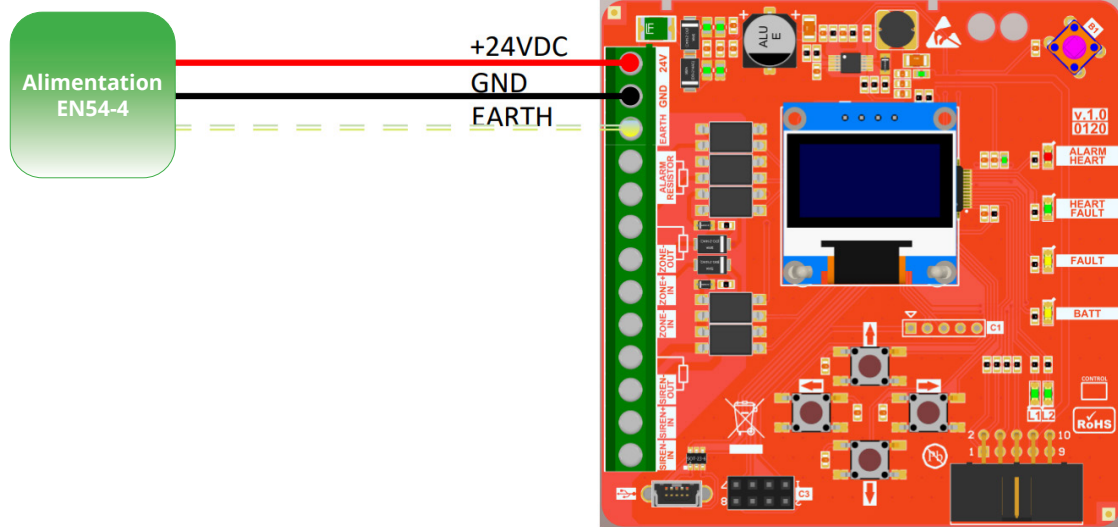 Alimentation
EN54-4
+24VDC
GND
EARTH
24V
GND
EARTH
ALARM
RESISTOR
ZONE-
OUT
ZONE+
IN
ZONE-
IN
SIREN-
OUT
SIREN+
IN
SIREN-
IN
ALU
E
B1
v.1.0
0120
ALARM
HEART
HEART
FAULT
FAULT
BATT
C1
CONTROL
L1 L2
RoHS
Pb
2
10
1
9
C3